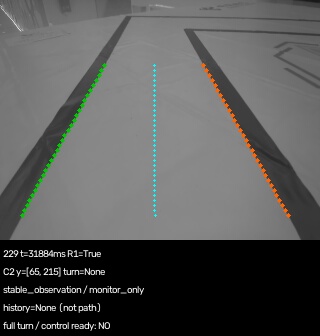 229 t=31884ms R1=True
C2 y=[65, 215] turn=None
stable_observation / monitor_only
history=None (not path)
full turn / control ready: NO